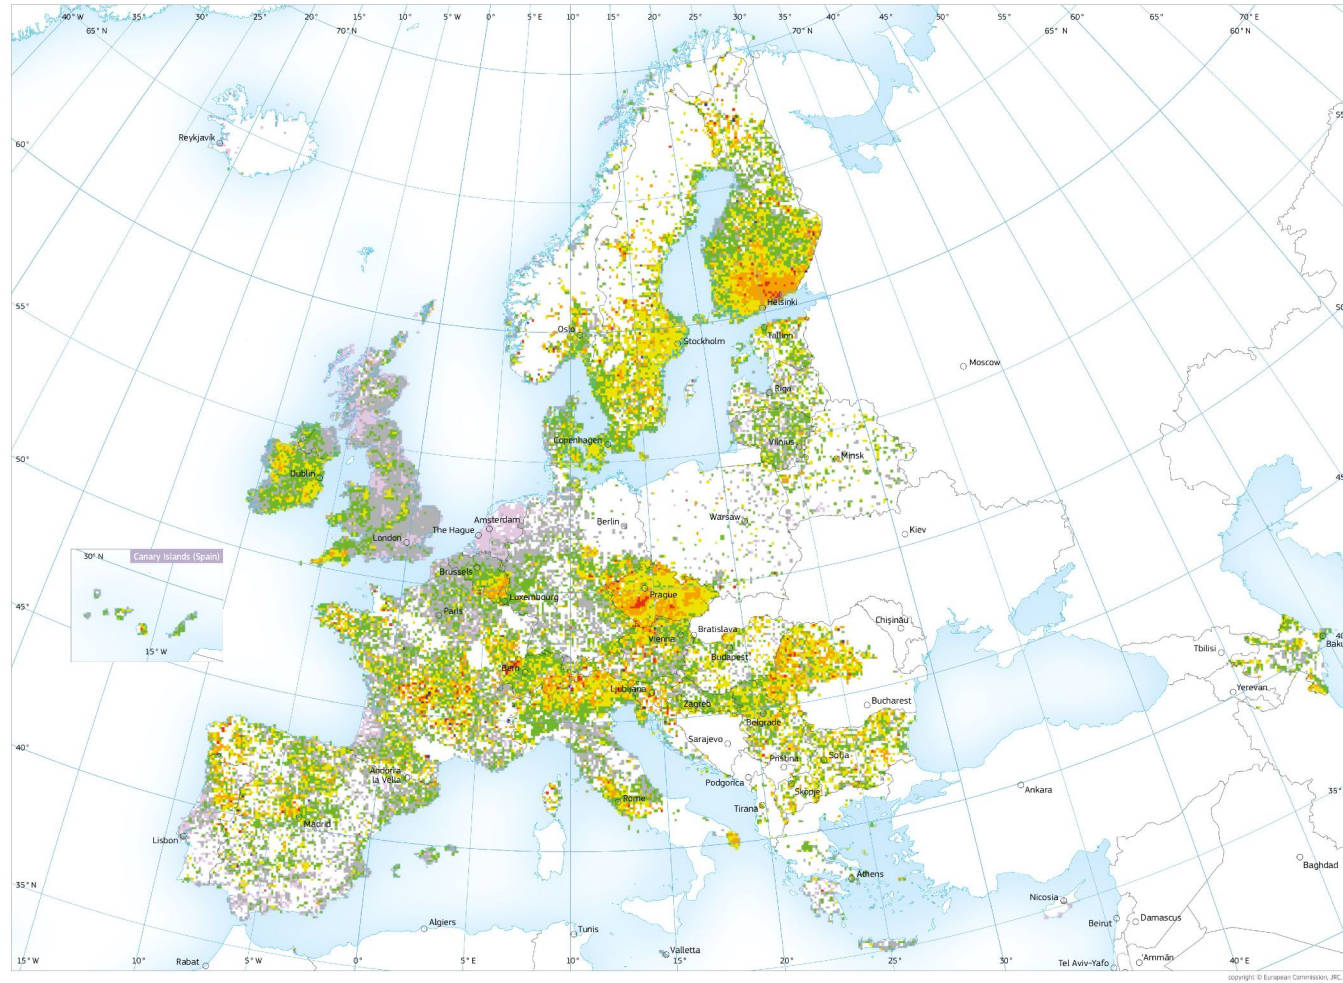 40° W
35°
30°
25°
20°
15°
10°
5° W
0°
5° E
10°
15°
20°
25°
30°
35°
40°
45°
50°
55°
60°
65°
70° E
65° N
70° N
70° N
65° N
60° N
Reykjavík
60°
55°
Oslo
Helsinki
Stockholm
Tallinn
Moscow
Riga
50°
Copenhagen
Vilnius
Minsk
Dublin
Amsterdam
The Hague
Berlin
Warsaw
Kiev
London
30° N
Canary Islands (Spain)
15° W
Brussels
Luxembourg
Prague
45°
Paris
Vienna
Bratislava
Chișinău
Budapest
Bern
Ljubljana
Zagreb
Bucharest
Belgrade
Tbilisi
Baku
Yerevan
40°
Sarajevo
Sofia
Pristina
Podgorica
Skopje
Tirana
Andorra
la Vella
Rome
Ankara
35°
Madrid
Lisbon
Athens
Baghdad
35° N
Nicosia
Beirut
Damascus
Algiers
Tunis
Valletta
Tel Aviv-Yafo
'Ammān
Rabat
15° W
10°
5° W
0°
5° E
10°
15°
20°
25°
30°
40° E
copyright © European Commission, JRC,